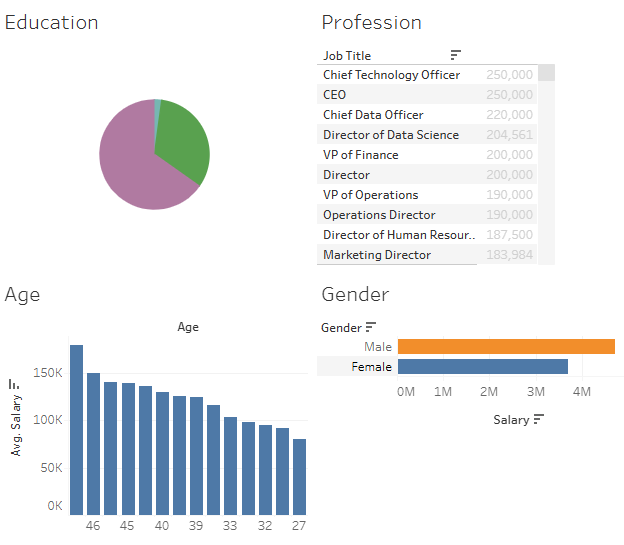 Education
Profession
Job Title
Chief Technology Officer 250,000
CEO 250,000
Chief Data Officer 220,000
Director of Data Science 204,561
VP of Finance 200,000
Director 200,000
VP of Operations 190,000
Operations Director 190,000
Director of Human Resour.. 187,500
Marketing Director 183,984
Age
Age
Avg. Salary
150K
100K
50K
0K
46 45 40 39 33 32 27
Gender
Gender
Male
Female
0M 1M 2M 3M 4M
Salary